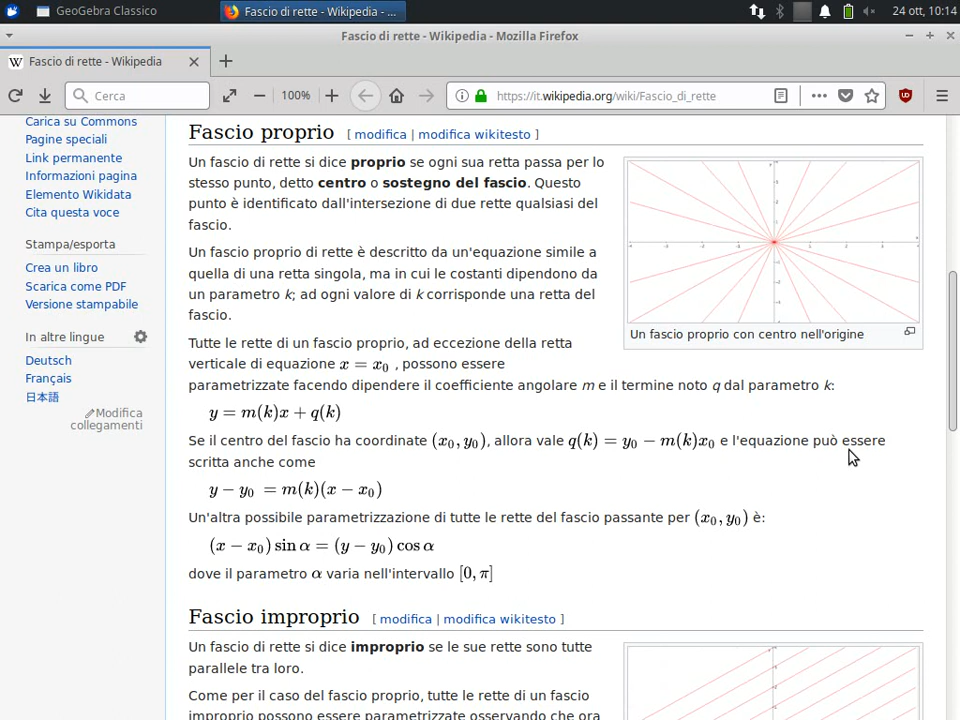 GeoGebra Classico
Fascio di rette - Wikipedia - ...
24 ott, 10:14
Fascio di rette - Wikipedia - Mozilla Firefox
W Fascio di rette - Wikipedia
Cerca
100%
https://it.wikipedia.org/wiki/Fascio_di_rette
Carica su Commons
Pagine speciali
Link permanente
Informazioni pagina
Elemento Wikidata
Cita questa voce
Stampa/esporta
Crea un libro
Scarica come PDF
Versione stampabile
In altre lingue
Deutsch
Français
日本語
Modifica
collegamenti
Fascio proprio [ modifica | modifica wikitesto ]
Un fascio di rette si dice proprio se ogni sua retta passa per lo
stesso punto, detto centro o sostegno del fascio. Questo
punto è identificato dall'intersezione di due rette qualsiasi del
fascio.
Un fascio proprio di rette è descritto da un'equazione simile a
quella di una retta singola, ma in cui le costanti dipendono da
un parametro k; ad ogni valore di k corrisponde una retta del
fascio.
Un fascio proprio con centro nell'origine
Tutte le rette di un fascio proprio, ad eccezione della retta
verticale di equazione x = x₀ , possono essere
parametrizzate facendo dipendere il coefficiente angolare m e il termine noto q dal parametro k:
y = m(k)x + q(k)
Se il centro del fascio ha coordinate (x₀, y₀), allora vale q(k) = y₀ − m(k)x₀ e l'equazione può essere
scritta anche come
y − y₀ = m(k)(x − x₀)
Un'altra possibile parametrizzazione di tutte le rette del fascio passante per (x₀, y₀) è:
(x − x₀) sin α = (y − y₀) cos α
dove il parametro α varia nell'intervallo [0, π]
Fascio improprio [ modifica | modifica wikitesto ]
Un fascio di rette si dice improprio se le sue rette sono tutte
parallele tra loro.
Come per il caso del fascio proprio, tutte le rette di un fascio
improprio possono essere parametrizzate osservando che ora